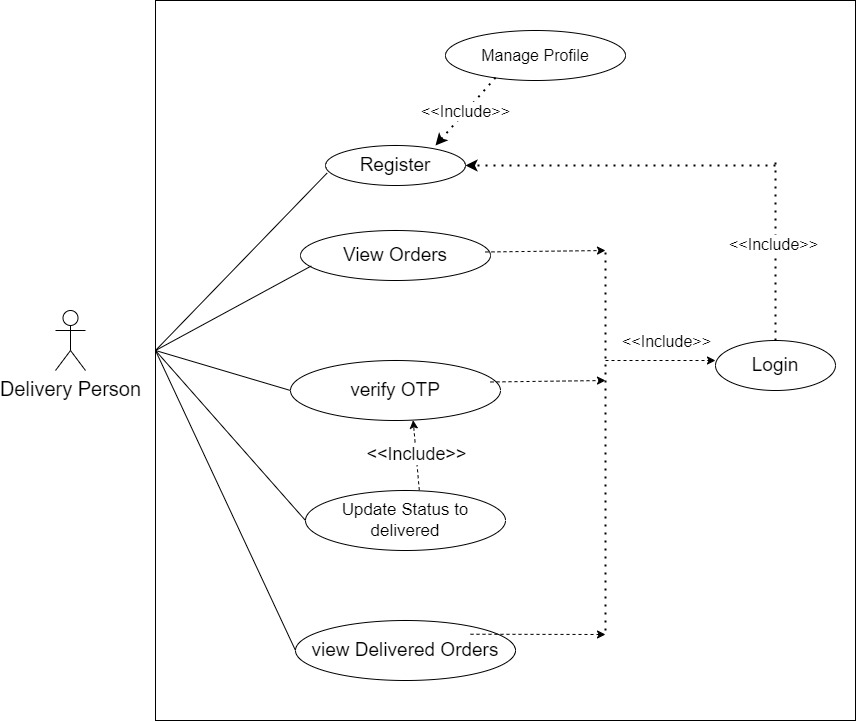 Manage Profile
<<Include>>
Register
<<Include>>
View Orders
<<Include>>
Login
Delivery Person
verify OTP
<<Include>>
Update Status to
delivered
view Delivered Orders